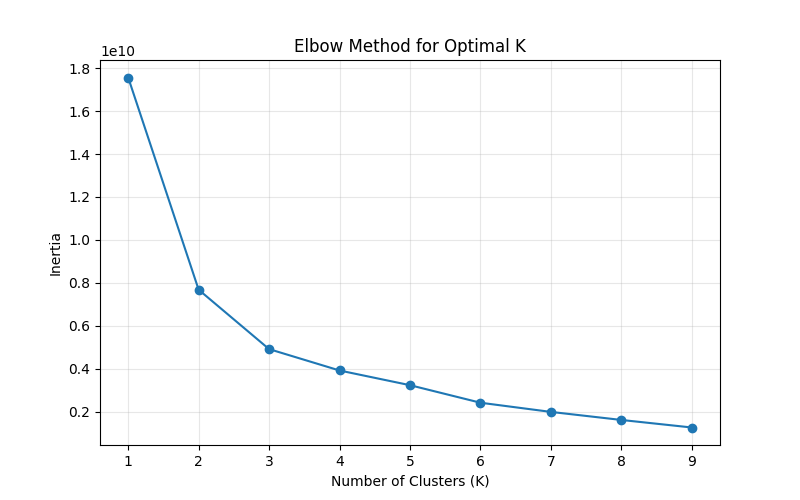 Elbow Method for Optimal K
1e10
1.8
1.6
1.4
1.2
1.0
0.8
0.6
0.4
0.2
Inertia
1 2 3 4 5 6 7 8 9
Number of Clusters (K)